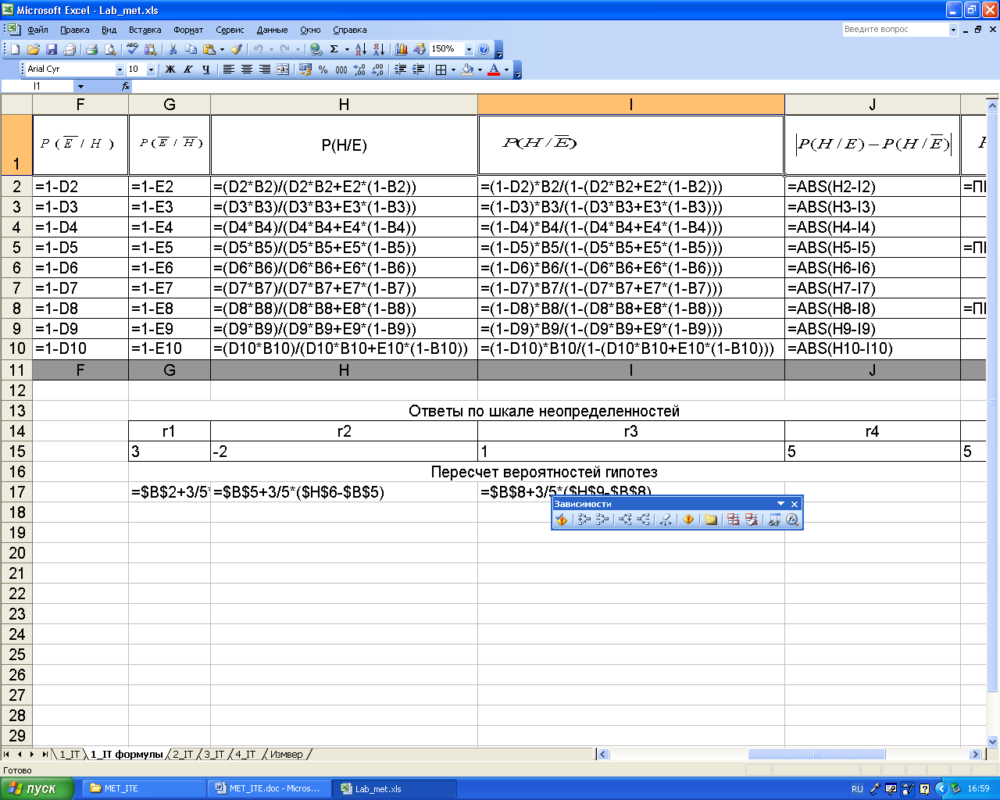 Microsoft Excel - Lab_met.xls
Файл Правка Вид Вставка Формат Сервис Данные Окно Справка Введите вопрос
150%
Arial Cyr 10 Ж К Ч % 000 A
I1 fx
F G H I J
1 P(E̅/H) P(E̅/H̅) P(H/E) P(H/E̅) |P(H/E)-P(H/E̅)|
2 =1-D2 =1-E2 =(D2*B2)/(D2*B2+E2*(1-B2)) =(1-D2)*B2/(1-(D2*B2+E2*(1-B2))) =ABS(H2-I2)
3 =1-D3 =1-E3 =(D3*B3)/(D3*B3+E3*(1-B3)) =(1-D3)*B3/(1-(D3*B3+E3*(1-B3))) =ABS(H3-I3)
4 =1-D4 =1-E4 =(D4*B4)/(D4*B4+E4*(1-B4)) =(1-D4)*B4/(1-(D4*B4+E4*(1-B4))) =ABS(H4-I4)
5 =1-D5 =1-E5 =(D5*B5)/(D5*B5+E5*(1-B5)) =(1-D5)*B5/(1-(D5*B5+E5*(1-B5))) =ABS(H5-I5)
6 =1-D6 =1-E6 =(D6*B6)/(D6*B6+E6*(1-B6)) =(1-D6)*B6/(1-(D6*B6+E6*(1-B6))) =ABS(H6-I6)
7 =1-D7 =1-E7 =(D7*B7)/(D7*B7+E7*(1-B7)) =(1-D7)*B7/(1-(D7*B7+E7*(1-B7))) =ABS(H7-I7)
8 =1-D8 =1-E8 =(D8*B8)/(D8*B8+E8*(1-B8)) =(1-D8)*B8/(1-(D8*B8+E8*(1-B8))) =ABS(H8-I8)
9 =1-D9 =1-E9 =(D9*B9)/(D9*B9+E9*(1-B9)) =(1-D9)*B9/(1-(D9*B9+E9*(1-B9))) =ABS(H9-I9)
10 =1-D10 =1-E10 =(D10*B10)/(D10*B10+E10*(1-B10)) =(1-D10)*B10/(1-(D10*B10+E10*(1-B10))) =ABS(H10-I10)
11 F G H I J
12
13 Ответы по шкале неопределенностей
14 r1 r2 r3 r4
15 3 -2 1 5 5
16 Пересчет вероятностей гипотез
17 =$B$2+3/5* =$B$5+3/5*($H$6-$B$5) =$B$8+3/5*($H$9-$B$8)
Зависимости
18
19
20
21
22
23
24
25
26
27
28
29
1_IT 1_IT формулы 2_IT 3_IT 4_IT Измвер
Готово
пуск MET_ITE MET_ITE.doc - Micros... Lab_met.xls RU 16:59